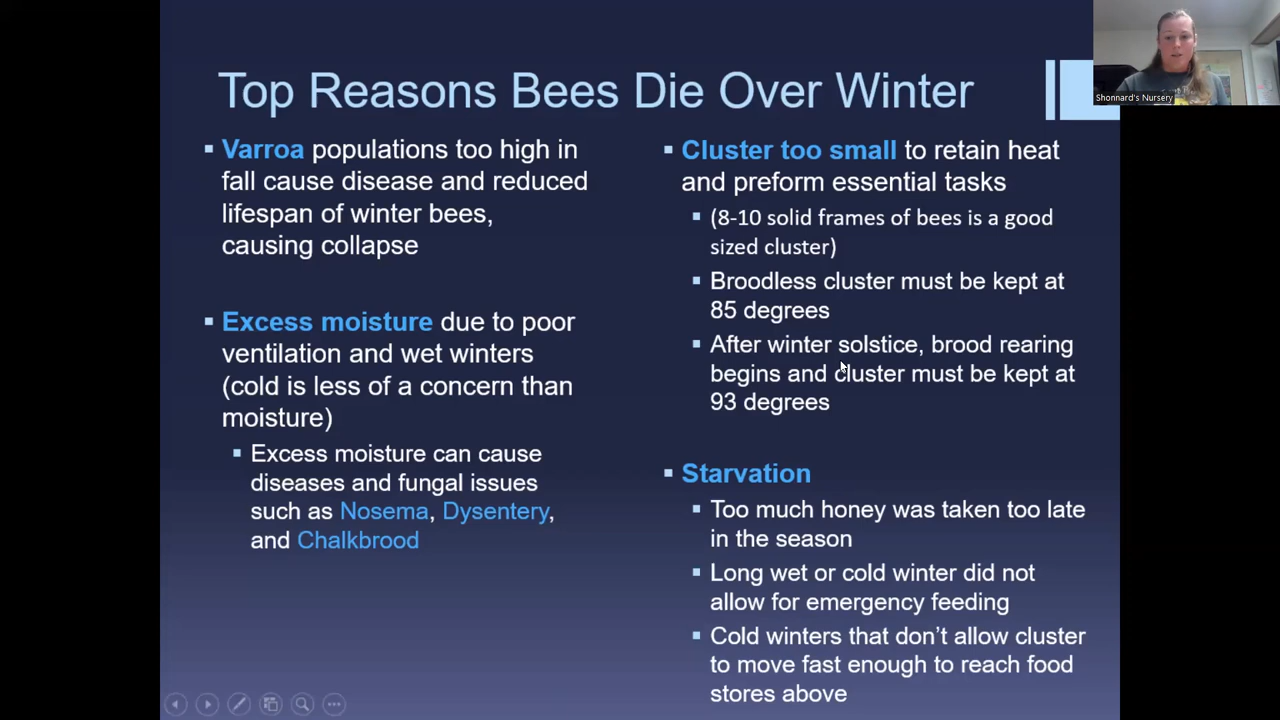 Top Reasons Bees Die Over Winter
Varroa populations too high in
fall cause disease and reduced
lifespan of winter bees,
causing collapse
Excess moisture due to poor
ventilation and wet winters
(cold is less of a concern than
moisture)
Excess moisture can cause
diseases and fungal issues
such as Nosema, Dysentery,
and Chalkbrood
Cluster too small to retain heat
and preform essential tasks
(8-10 solid frames of bees is a good
sized cluster)
Broodless cluster must be kept at
85 degrees
After winter solstice, brood rearing
begins and cluster must be kept at
93 degrees
Starvation
Too much honey was taken too late
in the season
Long wet or cold winter did not
allow for emergency feeding
Cold winters that don’t allow cluster
to move fast enough to reach food
stores above
Shonnard's Nursery